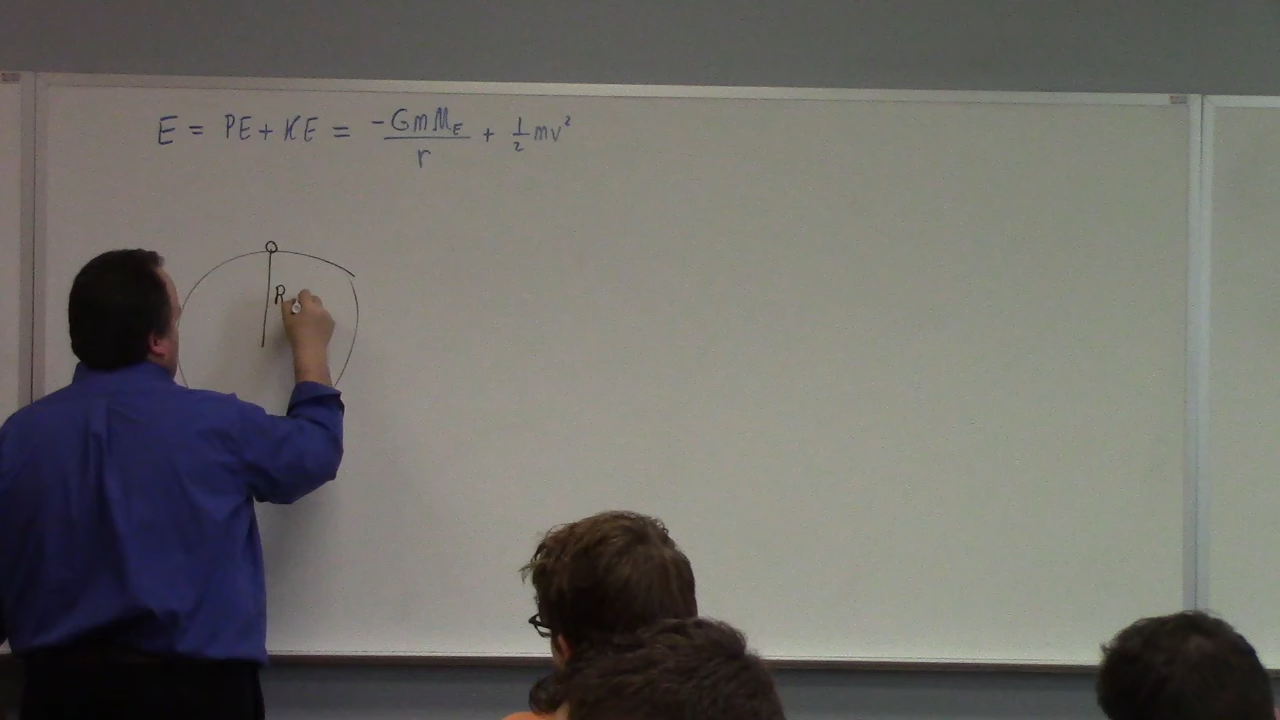 E = PE + KE = -GmM_E/r + 1/2 mv²
R